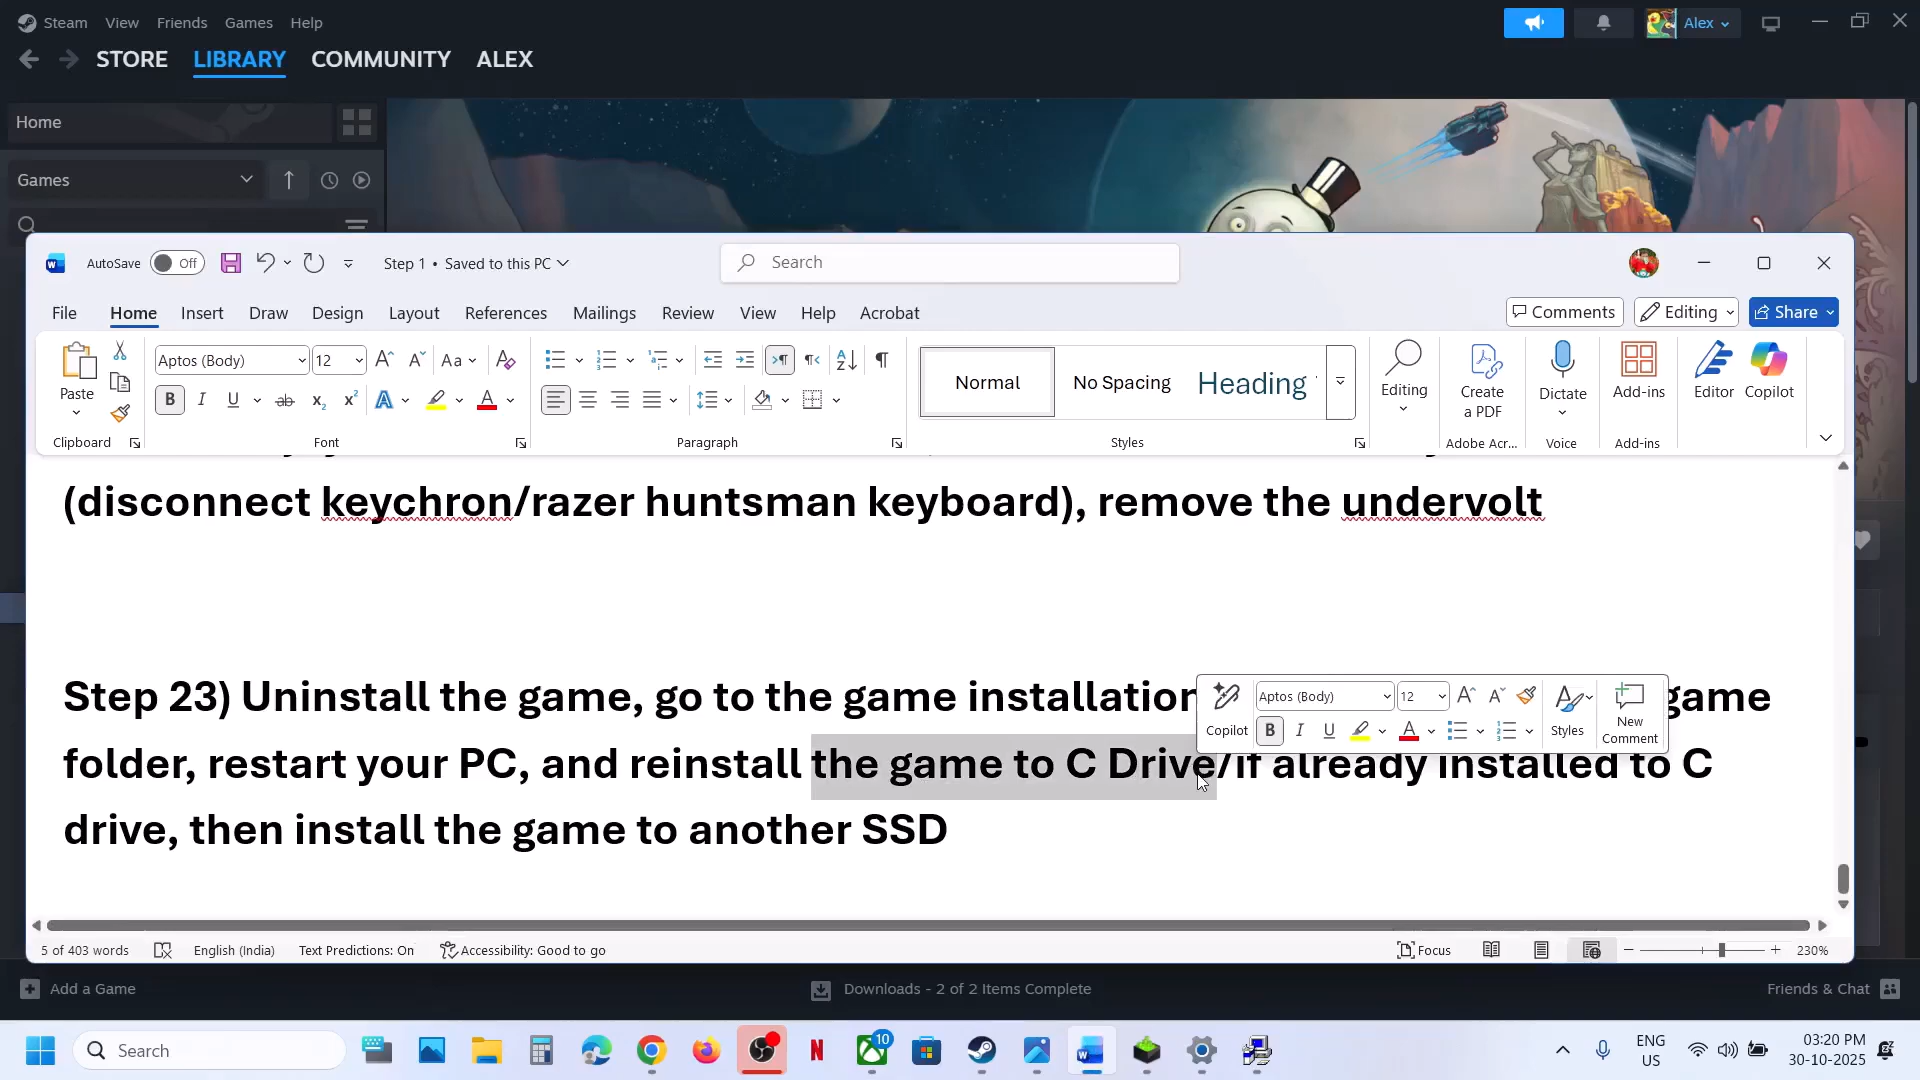 Steam View Friends Games Help
Alex
STORE LIBRARY COMMUNITY ALEX
Home
Games
AutoSave Off
Step 1 • Saved to this PC
Search
File Home Insert Draw Design Layout References Mailings Review View Help Acrobat
Comments Editing Share
Paste
Clipboard
Aptos (Body) 12
Font
Paragraph
Normal No Spacing Heading
Styles
Editing
Create a PDF
Adobe Acr...
Dictate
Voice
Add-ins
Add-ins
Editor Copilot
(disconnect keychron/razer huntsman keyboard), remove the undervolt
Step 23) Uninstall the game, go to the game installation game
folder, restart your PC, and reinstall the game to C Drive/if already installed to C
drive, then install the game to another SSD
Copilot
Aptos (Body) 12
Styles
New Comment
5 of 403 words English (India) Text Predictions: On Accessibility: Good to go Focus 230%
Add a Game
Downloads - 2 of 2 Items Complete
Friends & Chat
Search
10
ENG
US
03:20 PM
30-10-2025